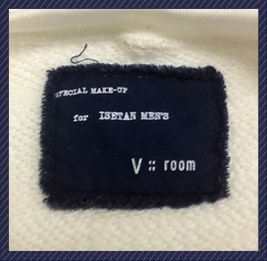 SPECIAL MAKE-UP
for ISETAN MEN'S
V :: room